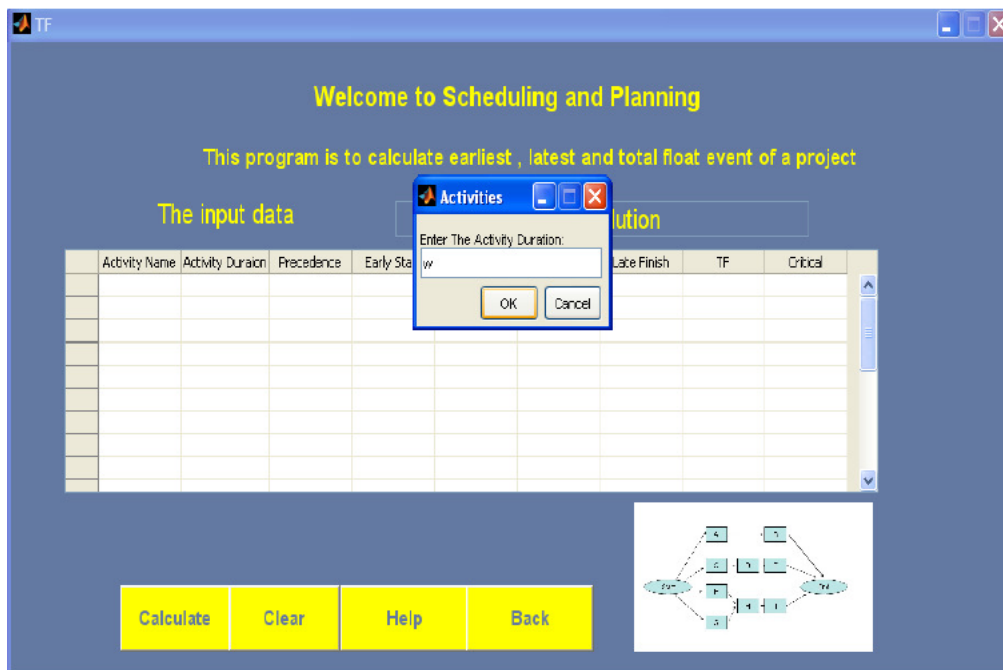 TF
Welcome to Scheduling and Planning
This program is to calculate earliest , latest and total float event of a project
Activities
The input data
lution
Enter The Activity Duration:
Activity Name Activity Duraion Precedence Early Sta Late Finish TF Critical
OK Cancel
Calculate Clear Help Back